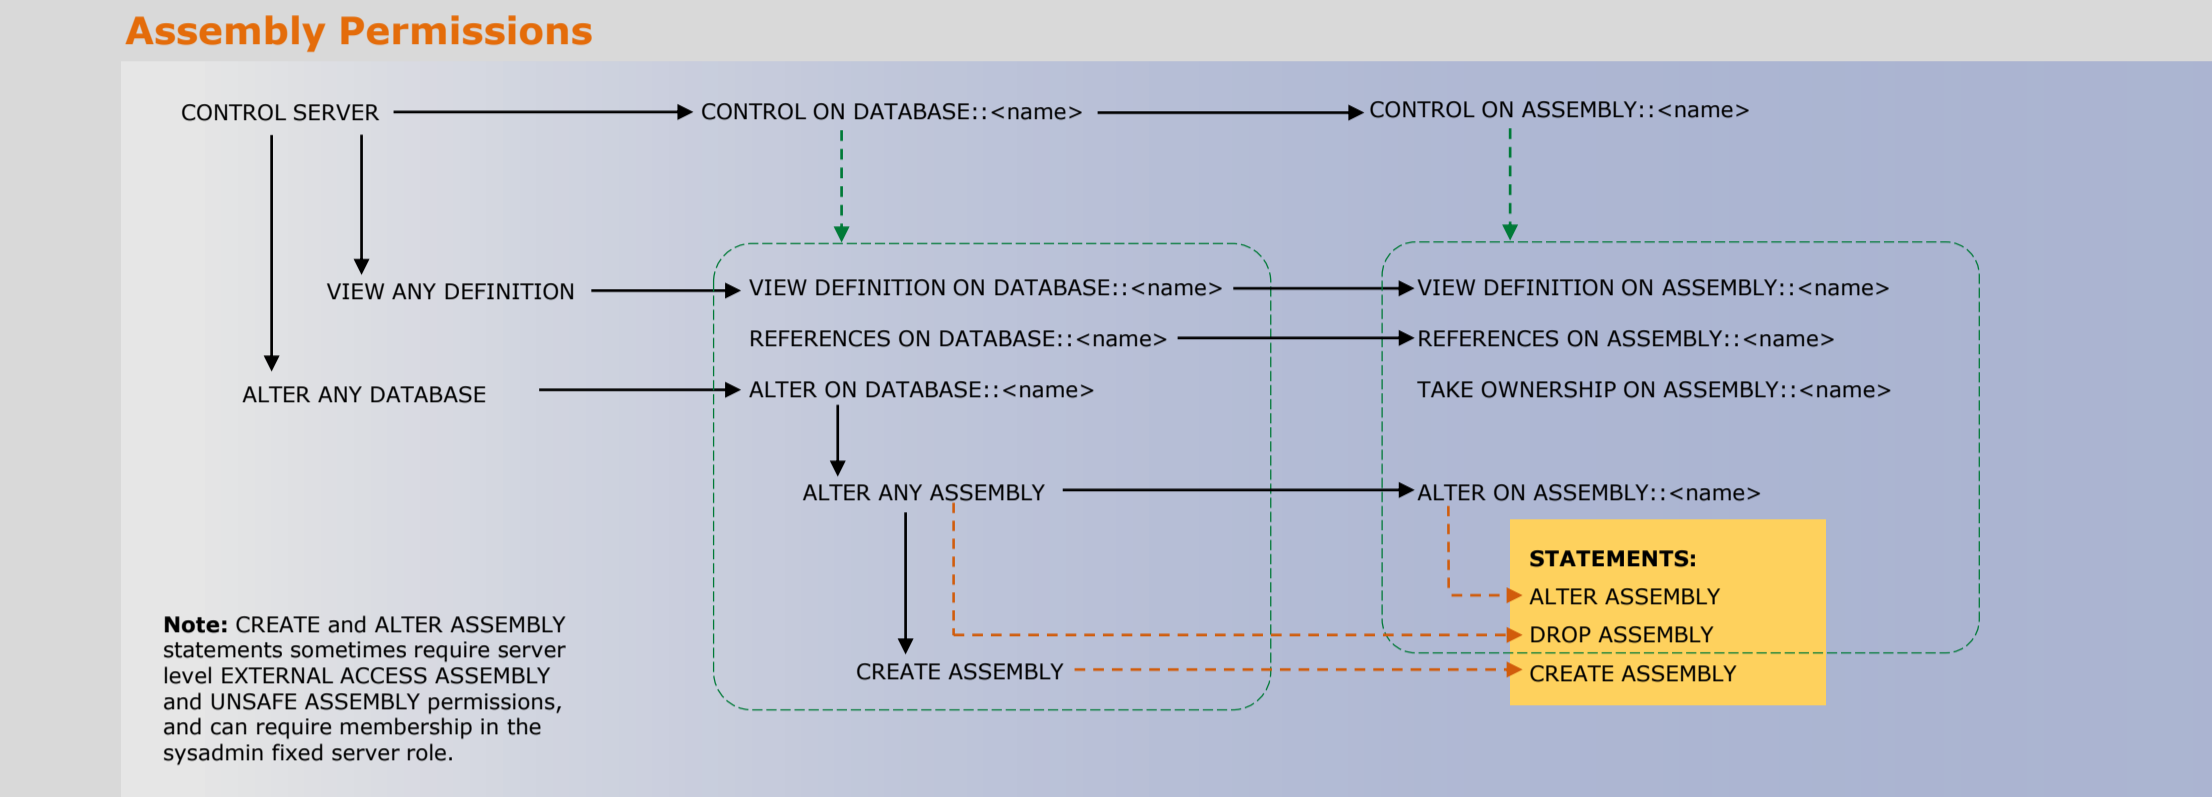 Assembly Permissions
CONTROL SERVER
CONTROL ON DATABASE::<name>
CONTROL ON ASSEMBLY::<name>
VIEW ANY DEFINITION
VIEW DEFINITION ON DATABASE::<name>
VIEW DEFINITION ON ASSEMBLY::<name>
REFERENCES ON DATABASE::<name>
REFERENCES ON ASSEMBLY::<name>
ALTER ANY DATABASE
ALTER ON DATABASE::<name>
TAKE OWNERSHIP ON ASSEMBLY::<name>
ALTER ANY ASSEMBLY
ALTER ON ASSEMBLY::<name>
STATEMENTS:
ALTER ASSEMBLY
DROP ASSEMBLY
CREATE ASSEMBLY
CREATE ASSEMBLY
Note: CREATE and ALTER ASSEMBLY
statements sometimes require server
level EXTERNAL ACCESS ASSEMBLY
and UNSAFE ASSEMBLY permissions,
and can require membership in the
sysadmin fixed server role.